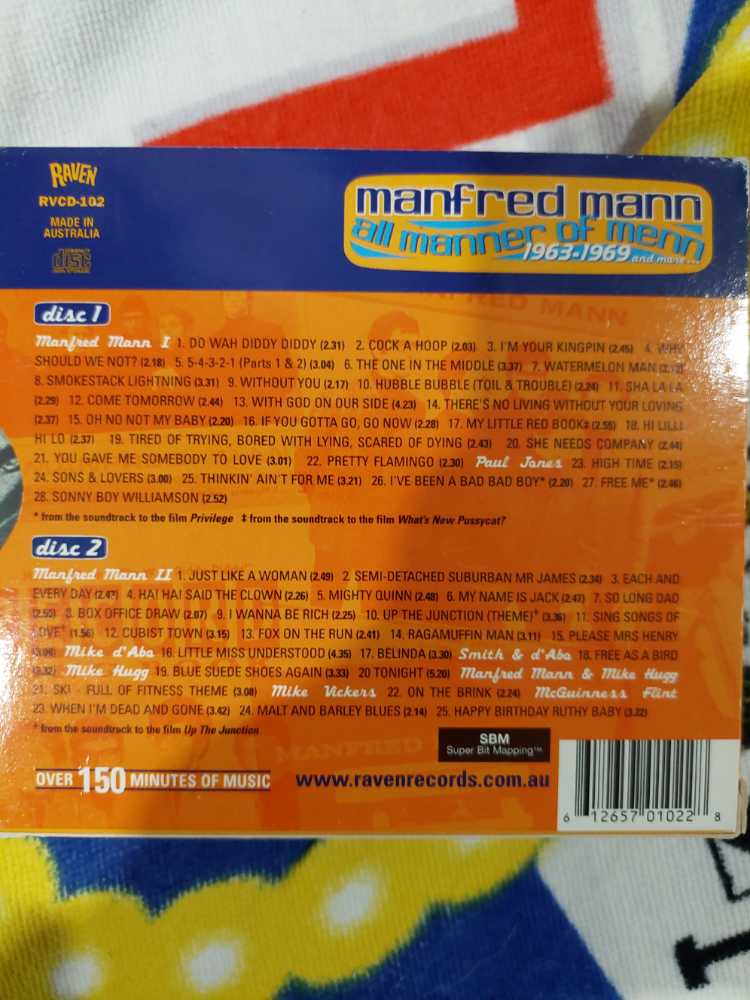 RAVEN
RVCD-102
MADE IN
AUSTRALIA
COMPACT
disc
manfred mann
all manner of menn
1963-1969 and more...
MANFRED MANN
disc 1
Manfred Mann I 1. DO WAH DIDDY DIDDY (2.31) 2. COCK A HOOP (2.03) 3. I'M YOUR KINGPIN (2.45) 4. WHY
SHOULD WE NOT? (2.18) 5. 5-4-3-2-1 (Parts 1 & 2) (3.04) 6. THE ONE IN THE MIDDLE (3.37) 7. WATERMELON MAN
8. SMOKESTACK LIGHTNING (3.31) 9. WITHOUT YOU (2.17) 10. HUBBLE BUBBLE (TOIL & TROUBLE) (2.24) 11. SHA LA LA
(2.29) 12. COME TOMORROW (2.44) 13. WITH GOD ON OUR SIDE (4.23) 14. THERE'S NO LIVING WITHOUT YOUR LOVING
(2.37) 15. OH NO NOT MY BABY (2.20) 16. IF YOU GOTTA GO, GO NOW (2.28) 17. MY LITTLE RED BOOK‡ (2.55) 18. HI LILLI
HI LO (2.37) 19. TIRED OF TRYING, BORED WITH LYING, SCARED OF DYING (2.43) 20. SHE NEEDS COMPANY (2.44)
21. YOU GAVE ME SOMEBODY TO LOVE (3.01) 22. PRETTY FLAMINGO (2.30) Paul Jones 23. HIGH TIME (2.15)
24. SONS & LOVERS (3.00) 25. THINKIN' AIN'T FOR ME (3.21) 26. I'VE BEEN A BAD BAD BOY* (2.20) 27. FREE ME* (2.46)
28. SONNY BOY WILLIAMSON (2.52)
* from the soundtrack to the film Privilege ‡ from the soundtrack to the film What's New Pussycat?
disc 2
Manfred Mann II 1. JUST LIKE A WOMAN (2.49) 2. SEMI-DETACHED SUBURBAN MR JAMES (2.34) 3. EACH AND
EVERY DAY (2.47) 4. HA! HA! SAID THE CLOWN (2.26) 5. MIGHTY QUINN (2.48) 6. MY NAME IS JACK (2.47) 7. SO LONG DAD
(2.50) 8. BOX OFFICE DRAW (2.07) 9. I WANNA BE RICH (2.25) 10. UP THE JUNCTION (THEME)* (3.36) 11. SING SONGS OF
LOVE* (1.56) 12. CUBIST TOWN (3.15) 13. FOX ON THE RUN (2.41) 14. RAGAMUFFIN MAN (3.11) 15. PLEASE MRS HENRY
Mike d'Abo 16. LITTLE MISS UNDERSTOOD (4.35) 17. BELINDA (3.30) Smith & d'Abo 18. FREE AS A BIRD
Mike Hugg 19. BLUE SUEDE SHOES AGAIN (3.33) 20 TONIGHT (5.20) Manfred Mann & Mike Hugg
21. SKI - FULL OF FITNESS THEME (3.08) Mike Vickers 22. ON THE BRINK (2.24) McGuinness Flint
23. WHEN I'M DEAD AND GONE (3.42) 24. MALT AND BARLEY BLUES (2.14) 25. HAPPY BIRTHDAY RUTHY BABY (3.22)
* from the soundtrack to the film Up The Junction
MANFRED
SBM
Super Bit Mapping™
OVER 150 MINUTES OF MUSIC
www.ravenrecords.com.au
6 12657 01022 8